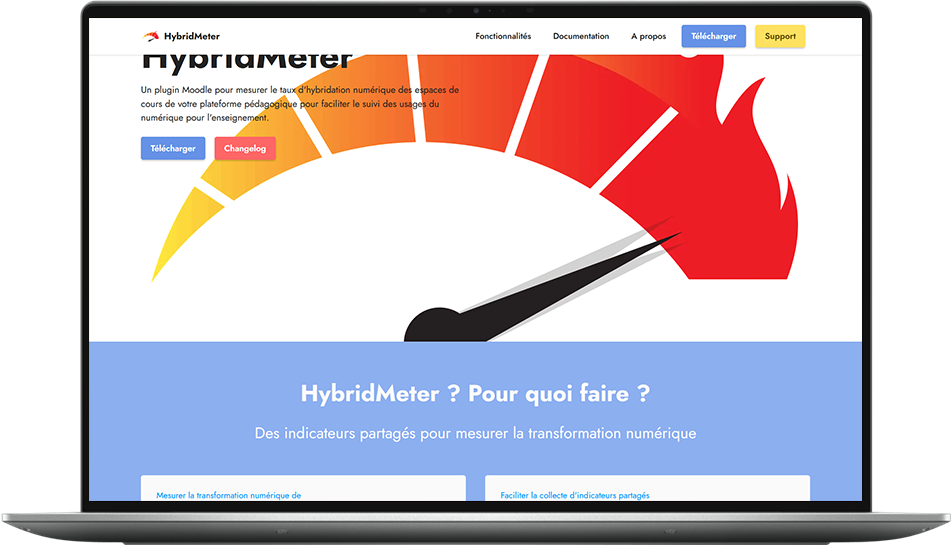 HybridMeter
Fonctionnalités
Documentation
A propos
Télécharger
Support
HybridMeter
Un plugin Moodle pour mesurer le taux d'hybridation numérique des espaces de
cours de votre plateforme pédagogique pour faciliter le suivi des usages du
numérique pour l'enseignement.
Télécharger
Changelog
HybridMeter ? Pour quoi faire ?
Des indicateurs partagés pour mesurer la transformation numérique
Mesurer la transformation numérique de
Faciliter la collecte d'indicateurs partagés